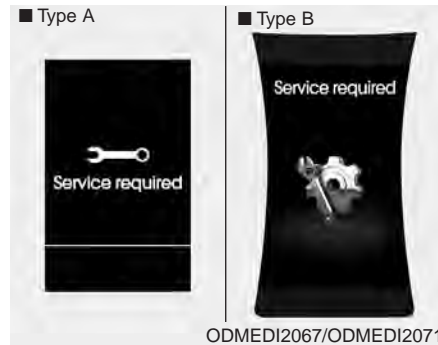 ■ Type A
■ Type B
Service required
Service required
ODMEDI2067/ODMEDI2071